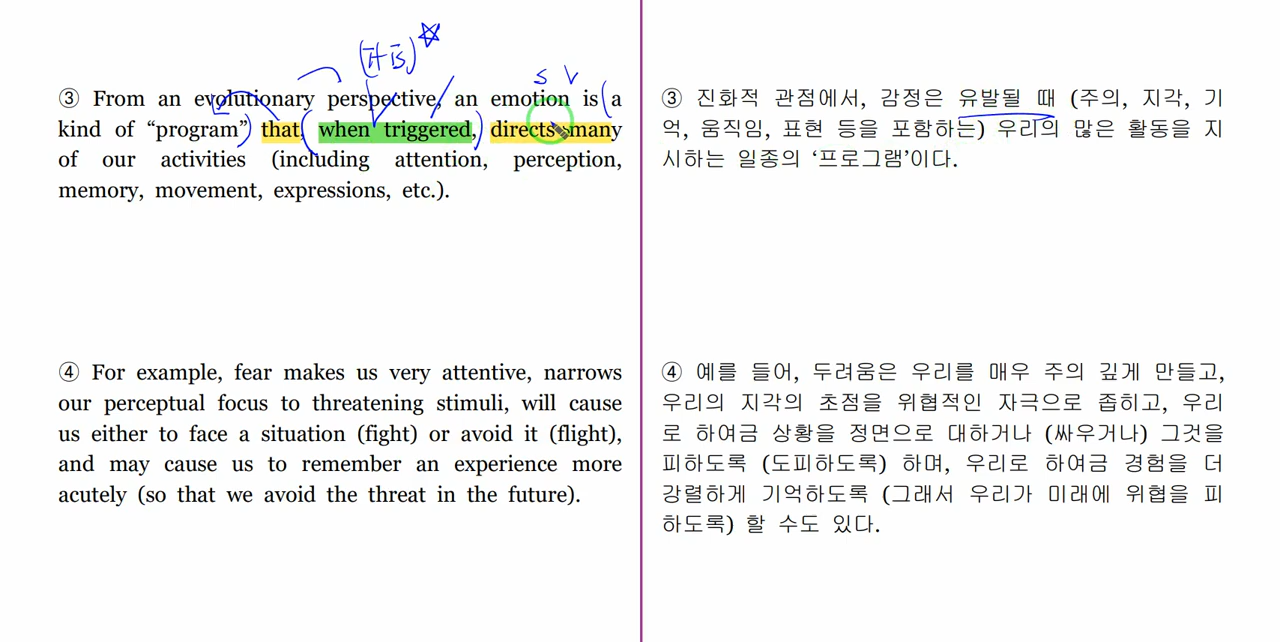 (it is)
S V
③ From an evolutionary perspective, an emotion is a
kind of “program” that, when triggered, directs many
of our activities (including attention, perception,
memory, movement, expressions, etc.).
④ For example, fear makes us very attentive, narrows
our perceptual focus to threatening stimuli, will cause
us either to face a situation (fight) or avoid it (flight),
and may cause us to remember an experience more
acutely (so that we avoid the threat in the future).
③ 진화적 관점에서, 감정은 유발될 때 (주의, 지각, 기
억, 움직임, 표현 등을 포함하는) 우리의 많은 활동을 지
시하는 일종의 ‘프로그램’이다.
④ 예를 들어, 두려움은 우리를 매우 주의 깊게 만들고,
우리의 지각의 초점을 위협적인 자극으로 좁히고, 우리
로 하여금 상황을 정면으로 대하거나 (싸우거나) 그것을
피하도록 (도피하도록) 하며, 우리로 하여금 경험을 더
강렬하게 기억하도록 (그래서 우리가 미래에 위협을 피
하도록) 할 수도 있다.